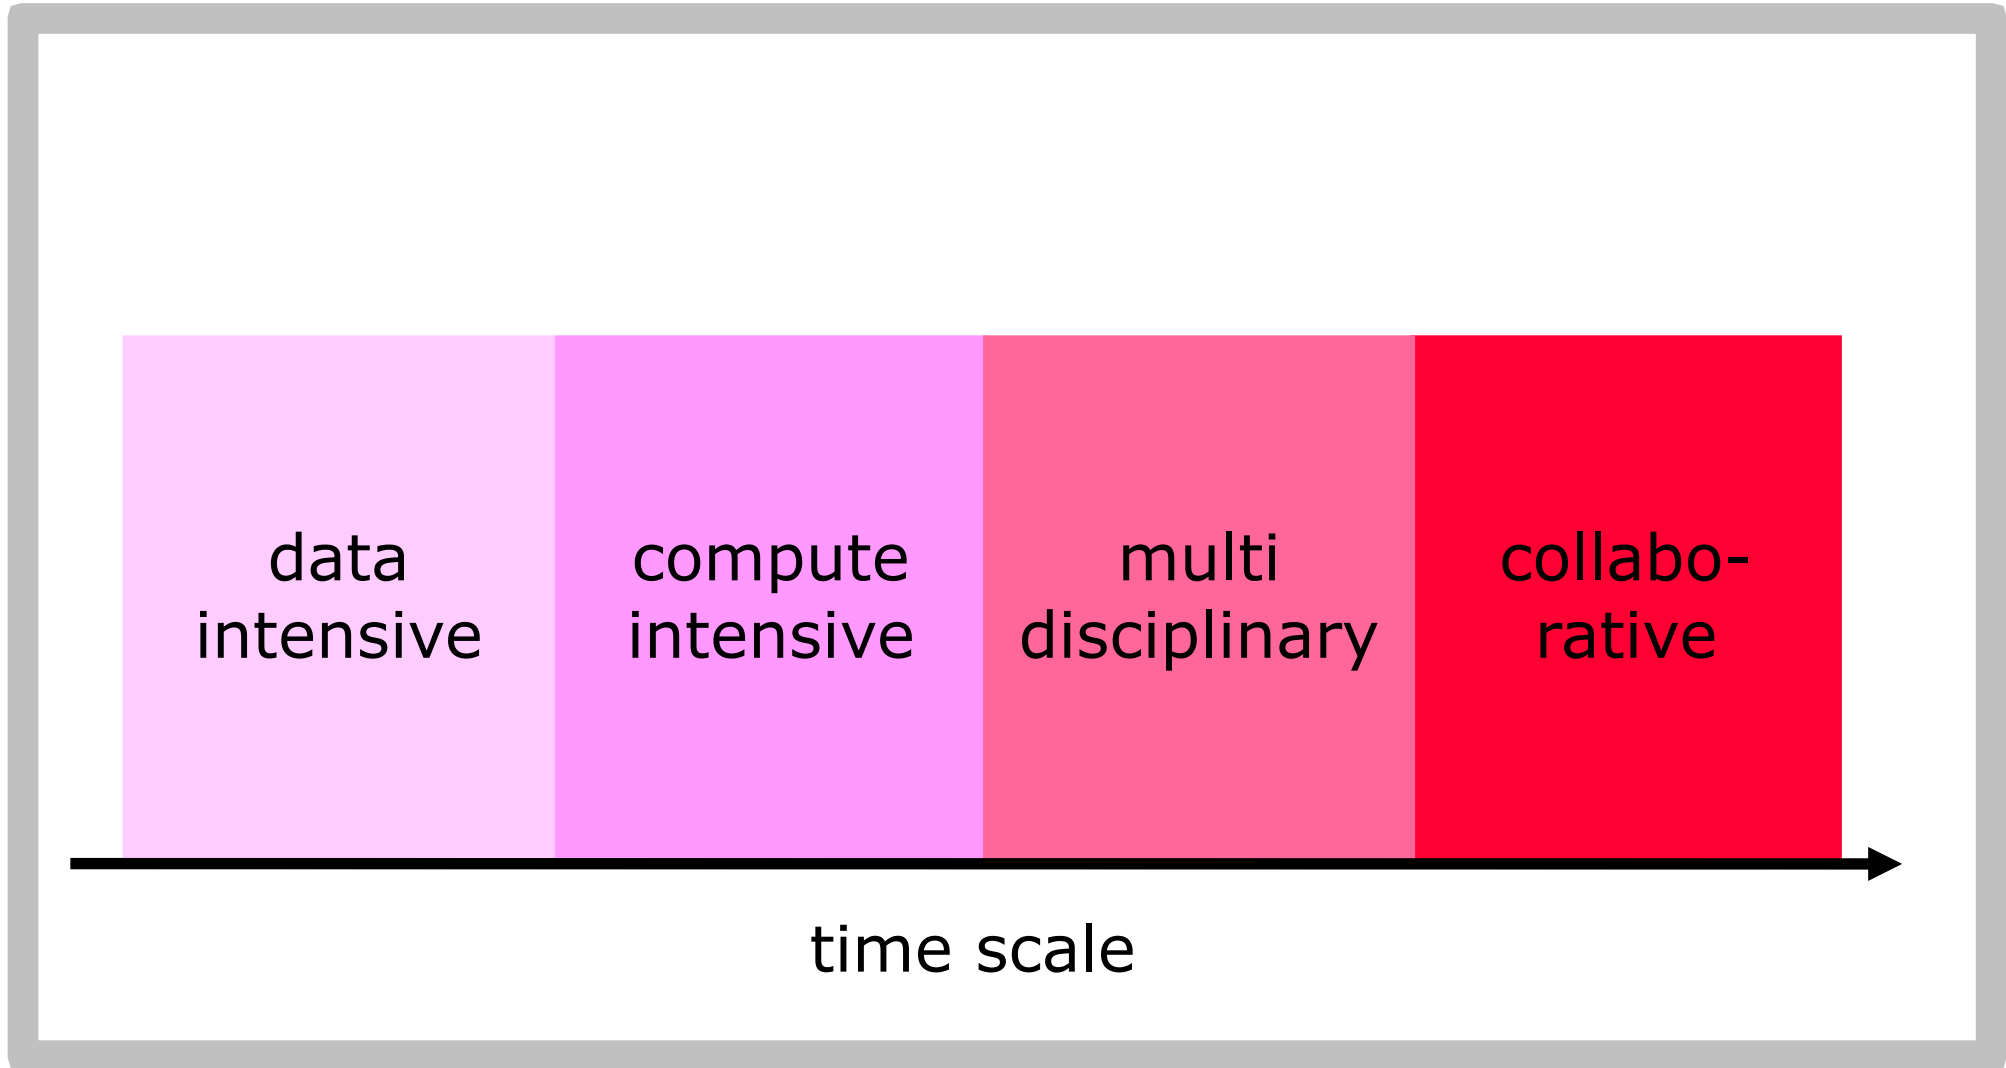 data
intensive
compute
intensive
multi
disciplinary
collabo-
rative
time scale